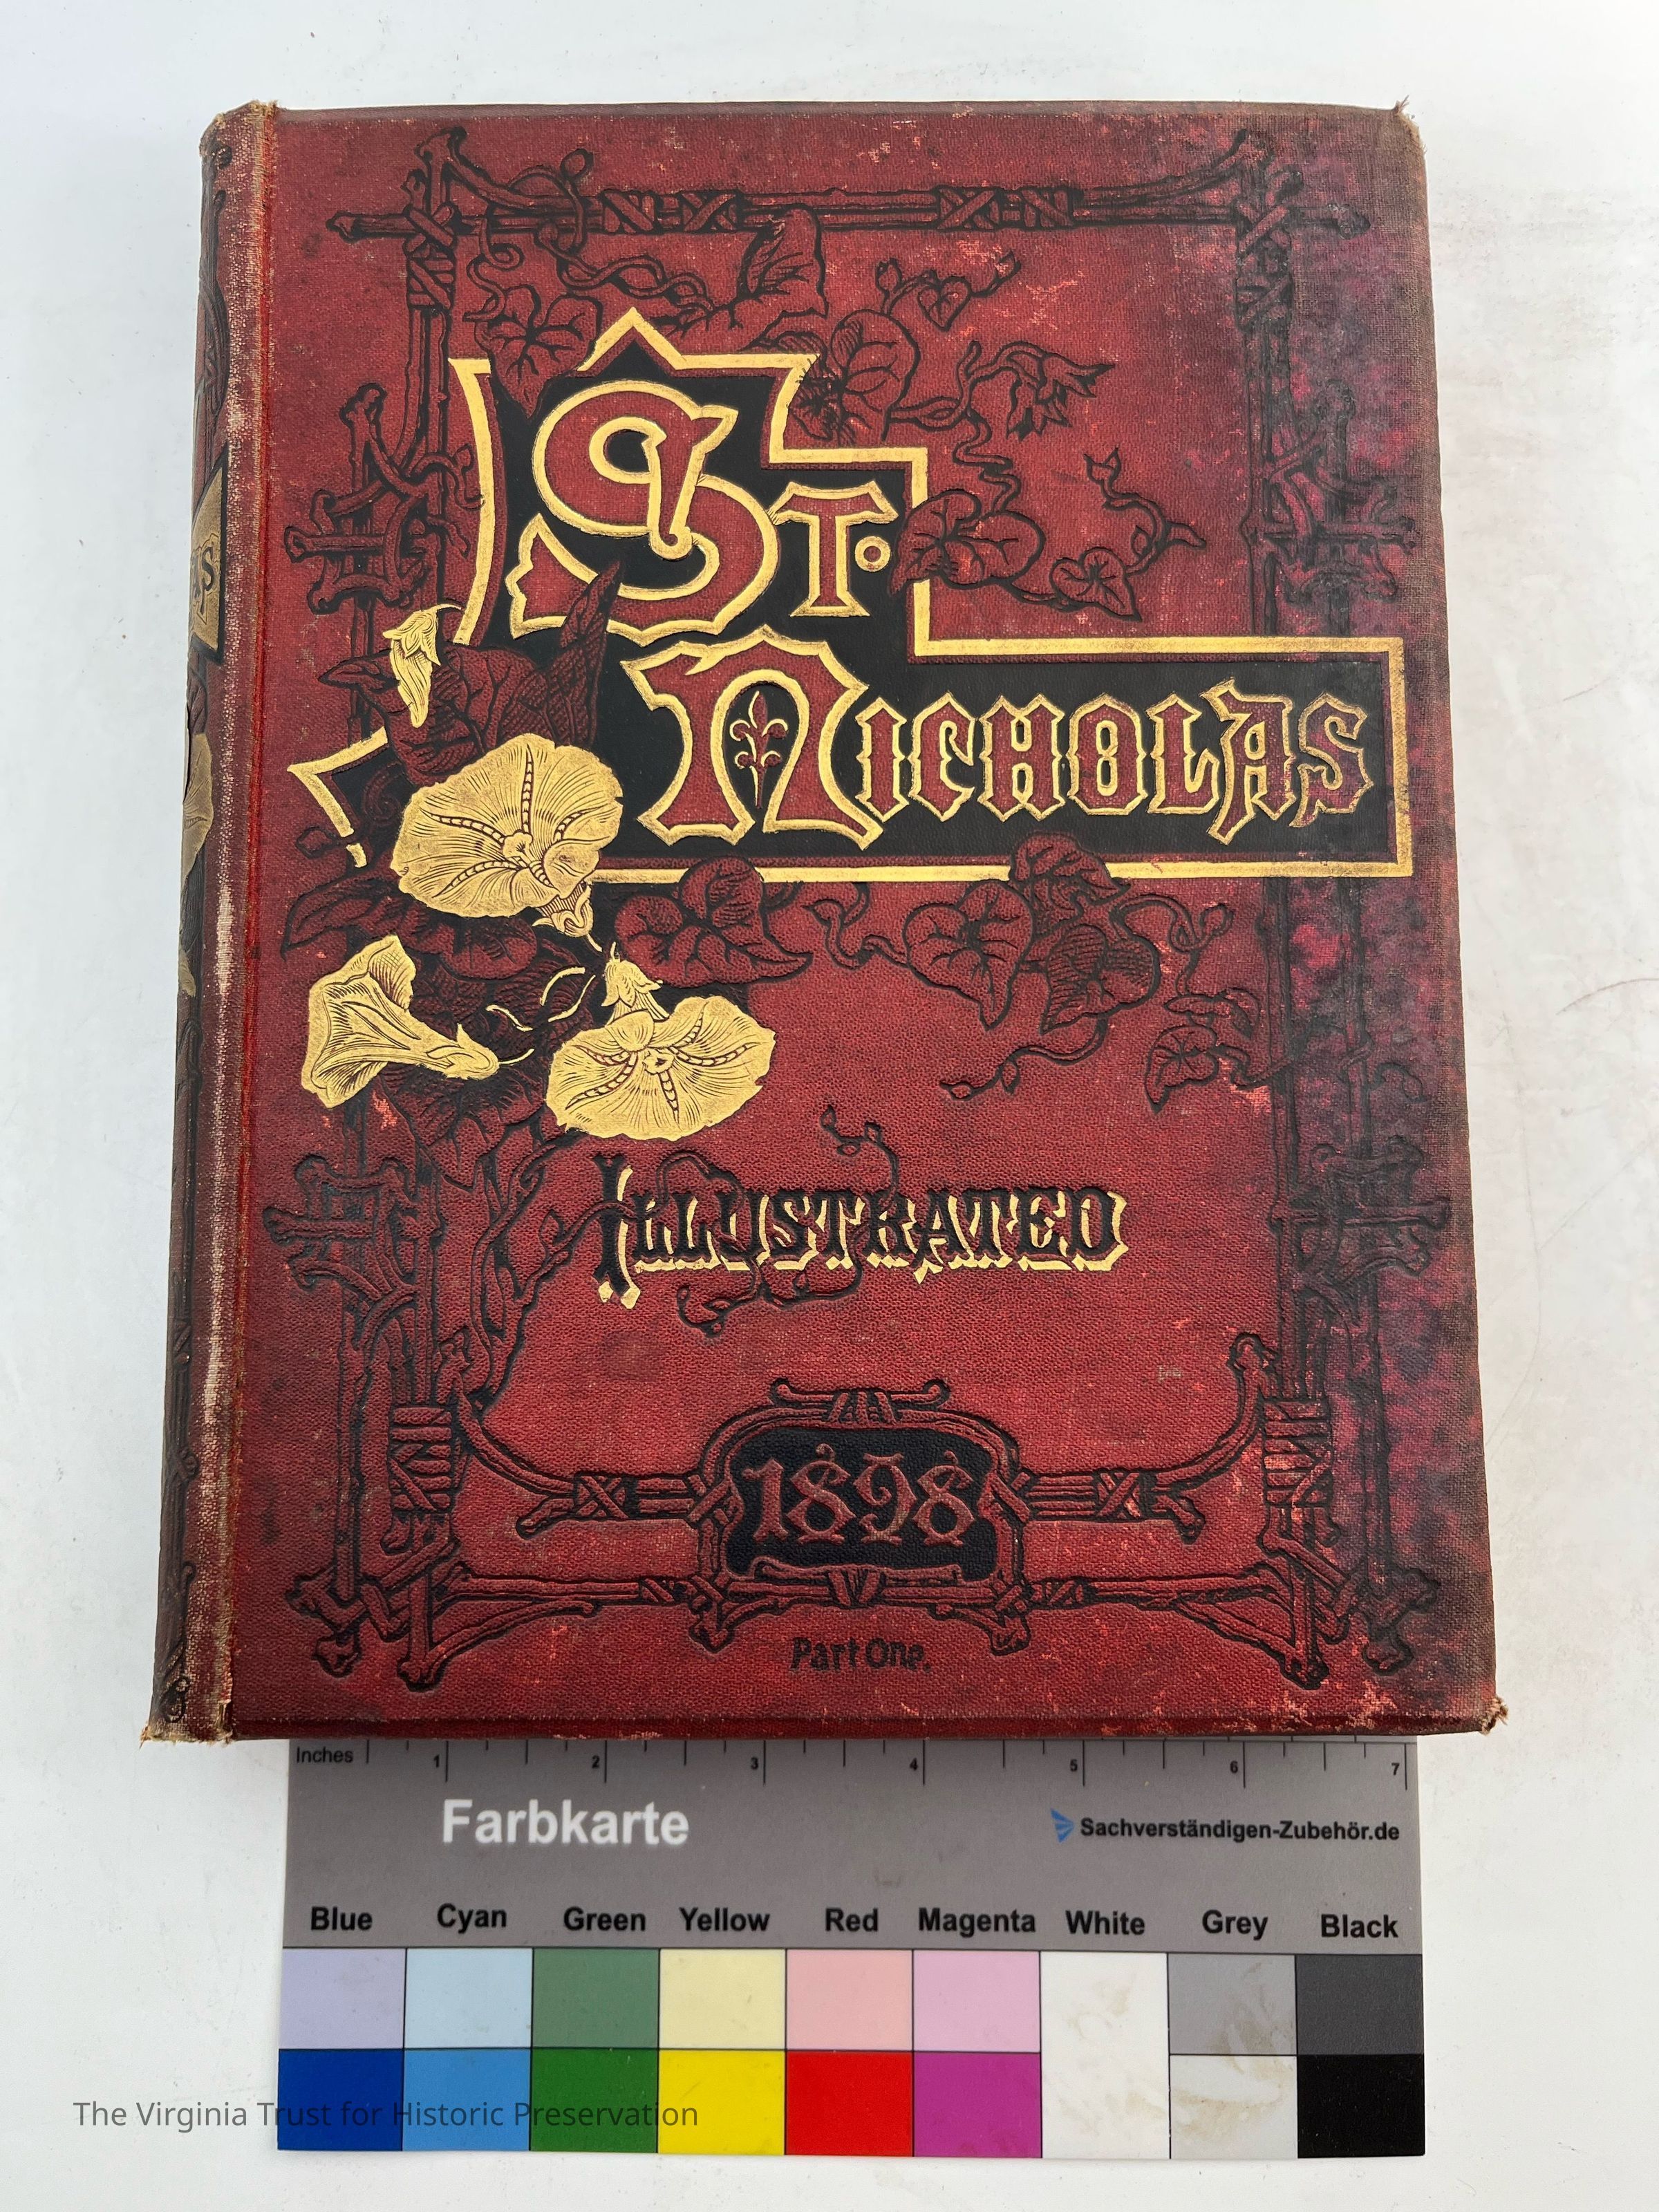 St.
Nicholas
Illustrated
1898
Part One.
Inches 1 2 3 4 5 6 7
Farbkarte
Sachverständigen-Zubehör.de
Blue Cyan Green Yellow Red Magenta White Grey Black
The Virginia Trust for Historic Preservation